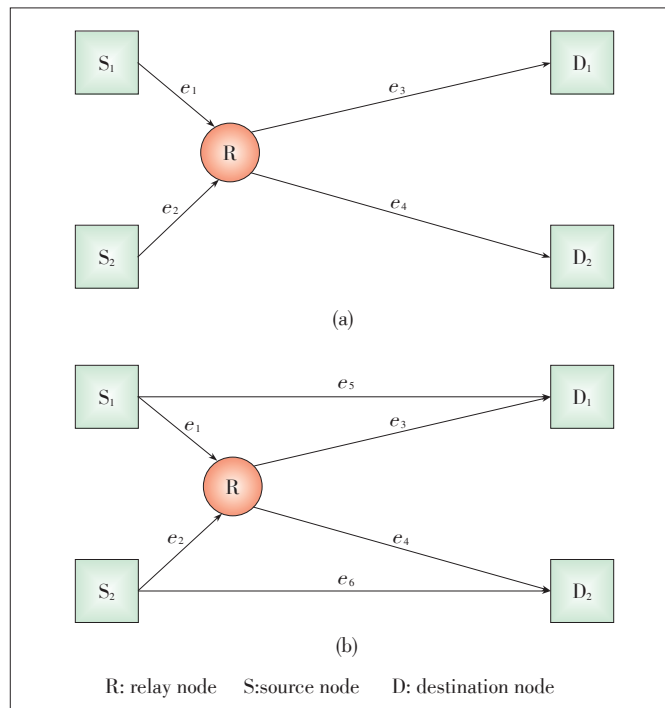 S₁
D₁
e₁
e₃
R
e₂
e₄
S₂
D₂
(a)
S₁
e₅
D₁
e₁
e₃
R
e₂
e₄
S₂
e₆
D₂
(b)
R: relay node S:source node D: destination node